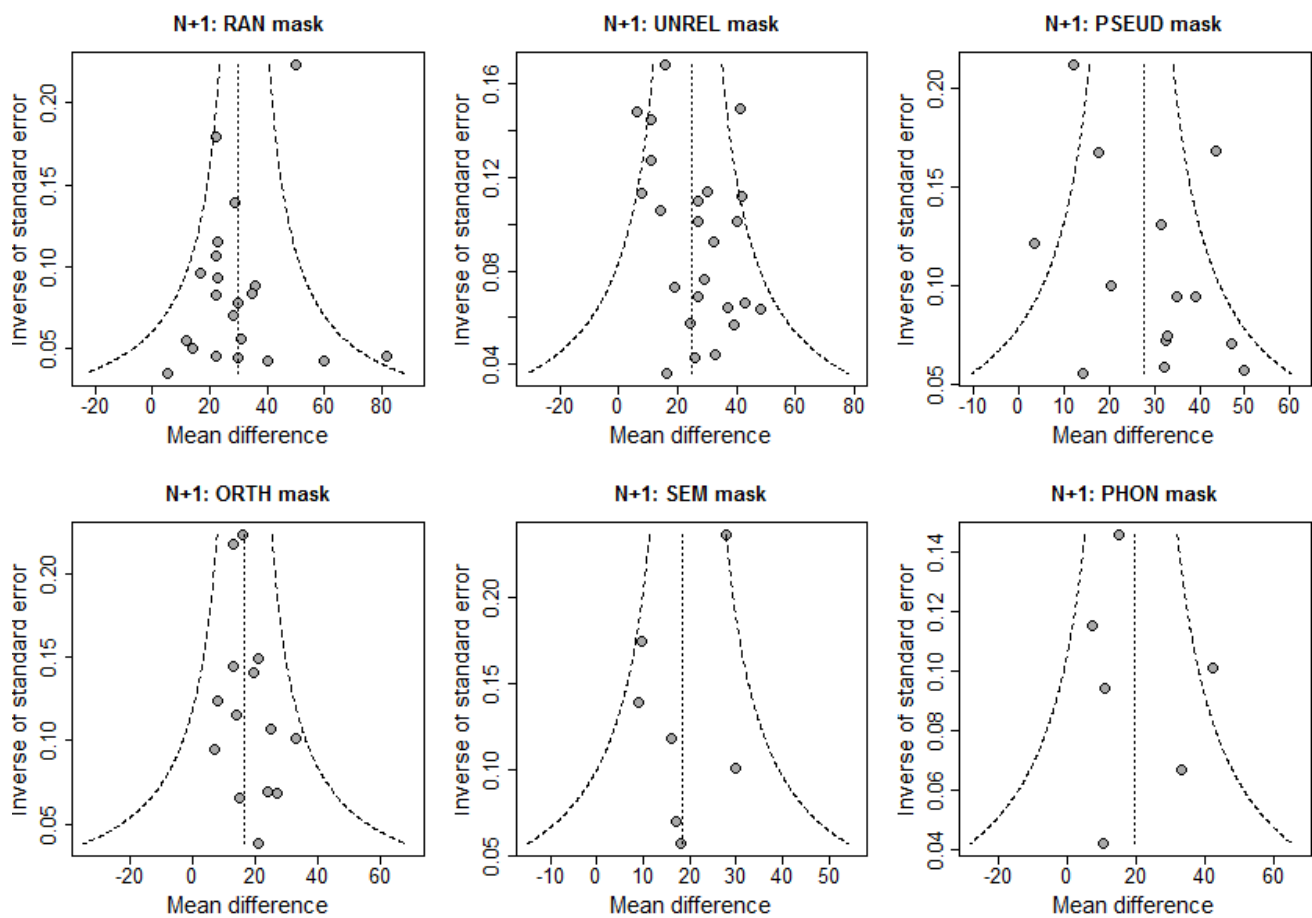 N+1: RAN mask
Inverse of standard error
0.05 0.10 0.15 0.20
-20 0 20 40 60 80
Mean difference
N+1: UNREL mask
Inverse of standard error
0.04 0.08 0.12 0.16
0 20 40 60 80
Mean difference
N+1: PSEUD mask
Inverse of standard error
0.05 0.10 0.15 0.20
-10 0 10 20 30 40 50 60
Mean difference
N+1: ORTH mask
Inverse of standard error
0.05 0.10 0.15 0.20
-20 0 20 40 60
Mean difference
N+1: SEM mask
Inverse of standard error
0.05 0.10 0.15 0.20
-10 0 10 20 30 40 50
Mean difference
N+1: PHON mask
Inverse of standard error
0.04 0.06 0.08 0.10 0.12 0.14
-20 0 20 40 60
Mean difference